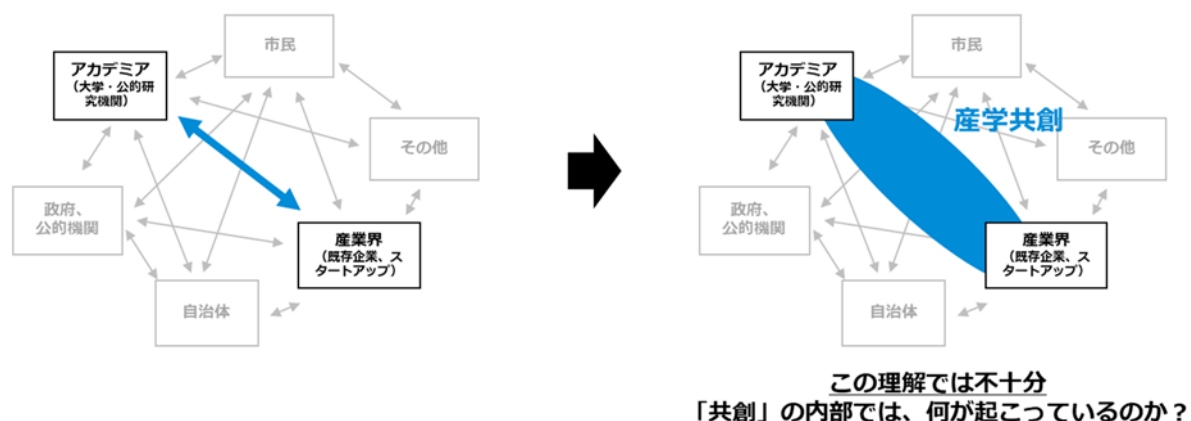 市民
アカデミア
（大学・公的研
究機関）
その他
政府、
公的機関
産業界
（既存企業、ス
タートアップ）
自治体
市民
アカデミア
（大学・公的研
究機関）
産学共創
その他
政府、
公的機関
産業界
（既存企業、ス
タートアップ）
自治体
この理解では不十分
「共創」の内部では、何が起こっているのか？